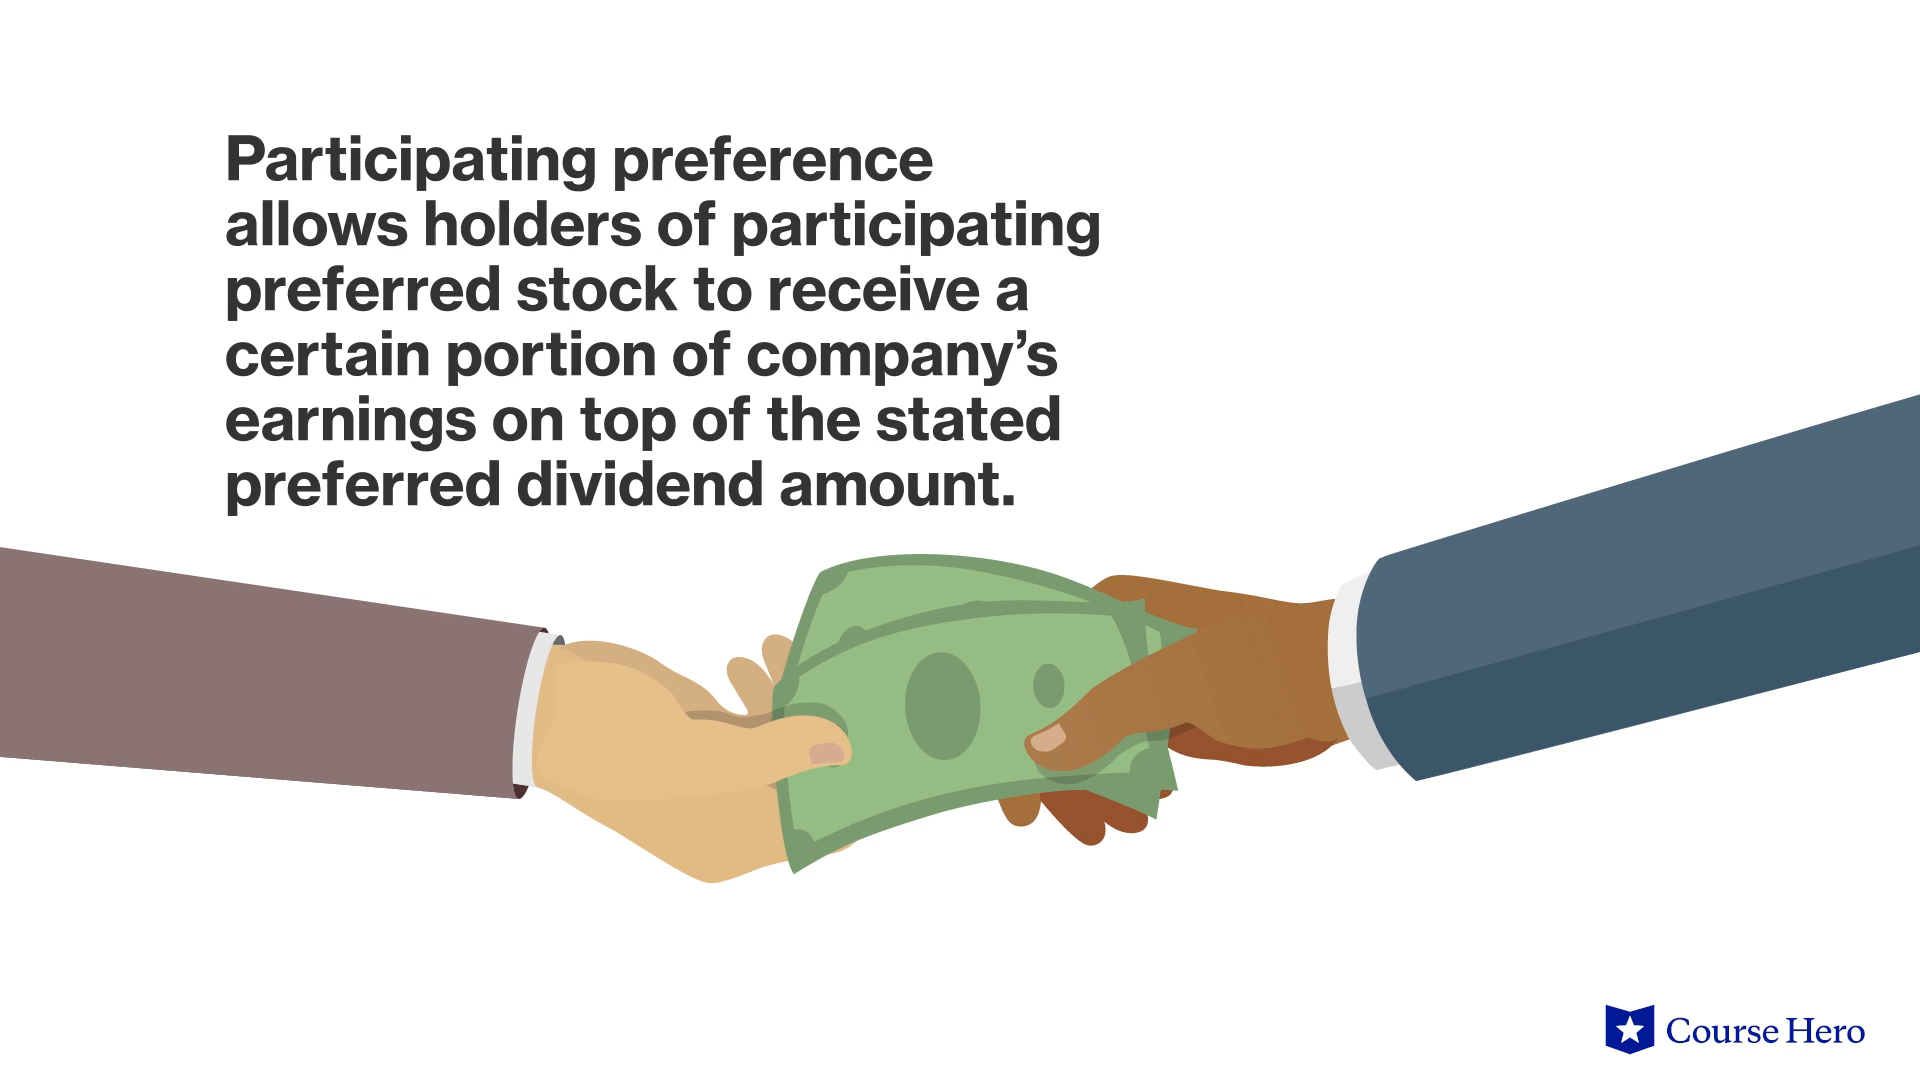 Participating preference
allows holders of participating
preferred stock to receive a
certain portion of company’s
earnings on top of the stated
preferred dividend amount.
Course Hero